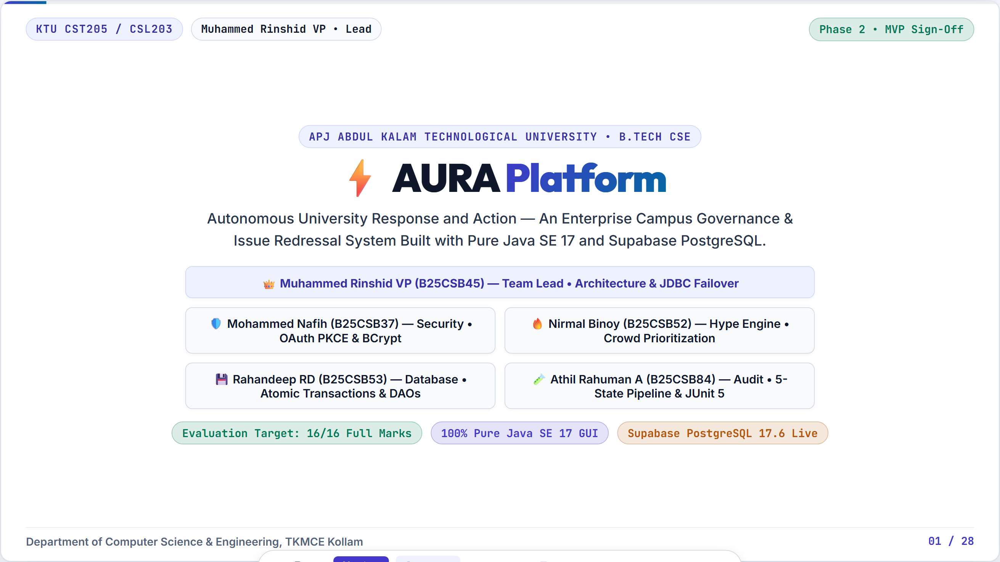 KTU CST205 / CSL203
Muhammed Rinshid VP • Lead
Phase 2 • MVP Sign-Off
APJ ABDUL KALAM TECHNOLOGICAL UNIVERSITY • B.TECH CSE
AURA Platform
Autonomous University Response and Action — An Enterprise Campus Governance &
Issue Redressal System Built with Pure Java SE 17 and Supabase PostgreSQL.
Muhammed Rinshid VP (B25CSB45) — Team Lead • Architecture & JDBC Failover
Mohammed Nafih (B25CSB37) — Security •
OAuth PKCE & BCrypt
Nirmal Binoy (B25CSB52) — Hype Engine •
Crowd Prioritization
Rahandeep RD (B25CSB53) — Database •
Atomic Transactions & DAOs
Athil Rahuman A (B25CSB84) — Audit • 5-
State Pipeline & JUnit 5
Evaluation Target: 16/16 Full Marks
100% Pure Java SE 17 GUI
Supabase PostgreSQL 17.6 Live
Department of Computer Science & Engineering, TKMCE Kollam
01 / 28